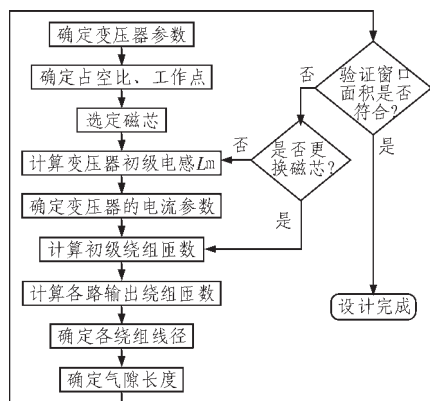 确定变压器参数
确定占空比、工作点
选定磁芯
计算变压器初级电感Lm
确定变压器的电流参数
计算初级绕组匝数
计算各路输出绕组匝数
确定各绕组线径
确定气隙长度
否
是否更
换磁芯?
是
否
验证窗口
面积是否
符合?
是
设计完成